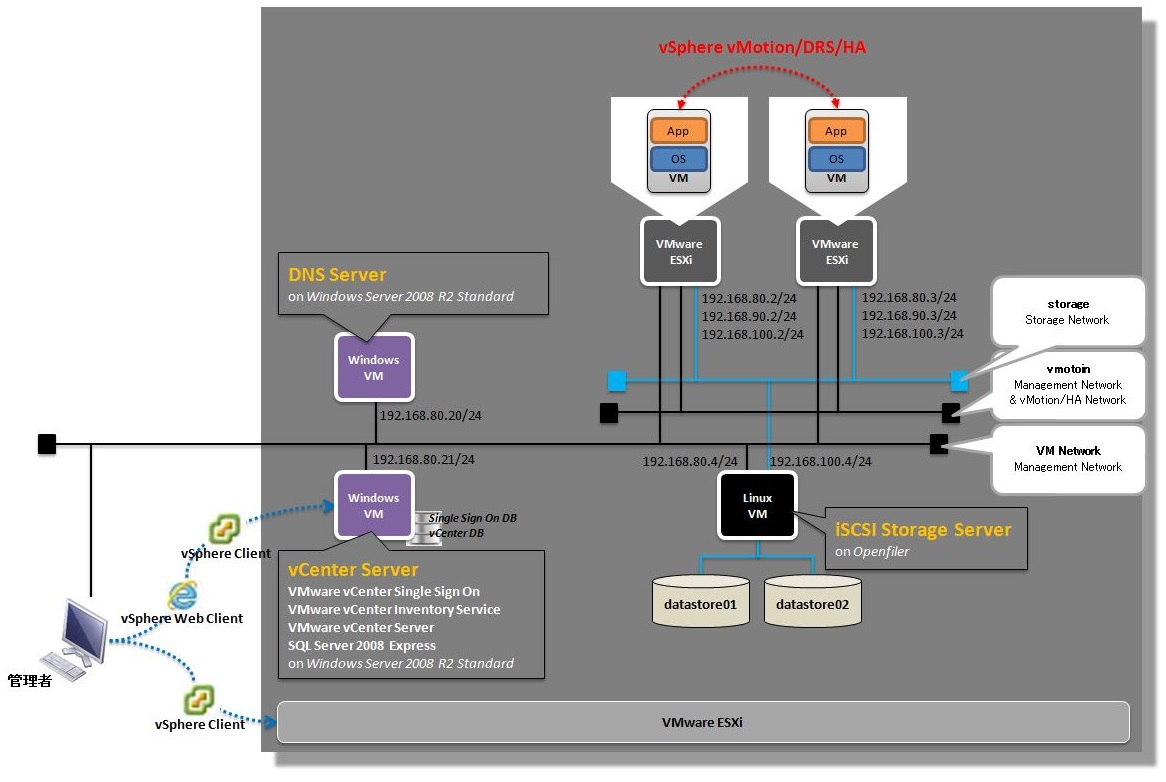 vSphere vMotion/DRS/HA
App
OS
VM
App
OS
VM
VMware
ESXi
VMware
ESXi
DNS Server
on Windows Server 2008 R2 Standard
192.168.80.2/24
192.168.90.2/24
192.168.100.2/24
192.168.80.3/24
192.168.90.3/24
192.168.100.3/24
storage
Storage Network
Windows
VM
vmotoin
Management Network
& vMotion/HA Network
192.168.80.20/24
VM Network
Management Network
192.168.80.21/24
192.168.80.4/24
192.168.100.4/24
Windows
VM
Single Sign On DB
vCenter DB
Linux
VM
iSCSI Storage Server
on Openfiler
vSphere Client
vCenter Server
VMware vCenter Single Sign On
VMware vCenter Inventory Service
VMware vCenter Server
SQL Server 2008 Express
on Windows Server 2008 R2 Standard
datastore01
datastore02
vSphere Web Client
管理者
vSphere Client
VMware ESXi